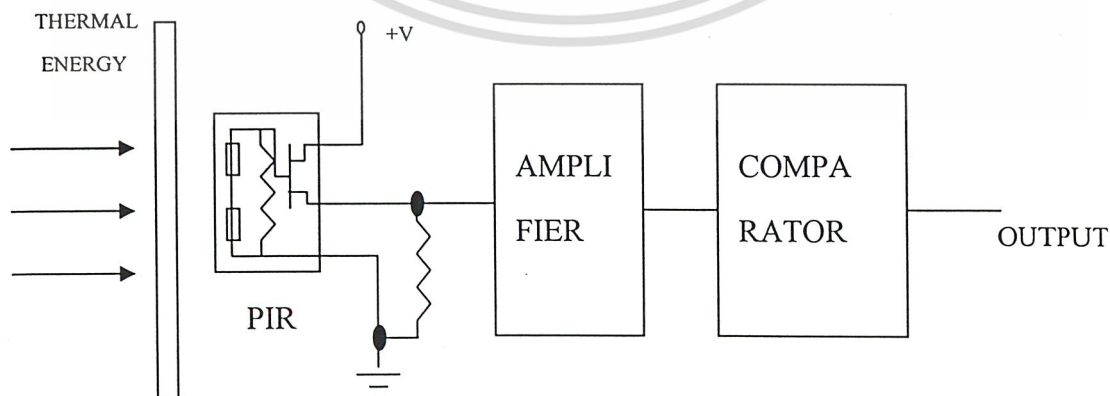 THERMAL
ENERGY
+V
AMPLI
FIER
COMPA
RATOR
OUTPUT
PIR